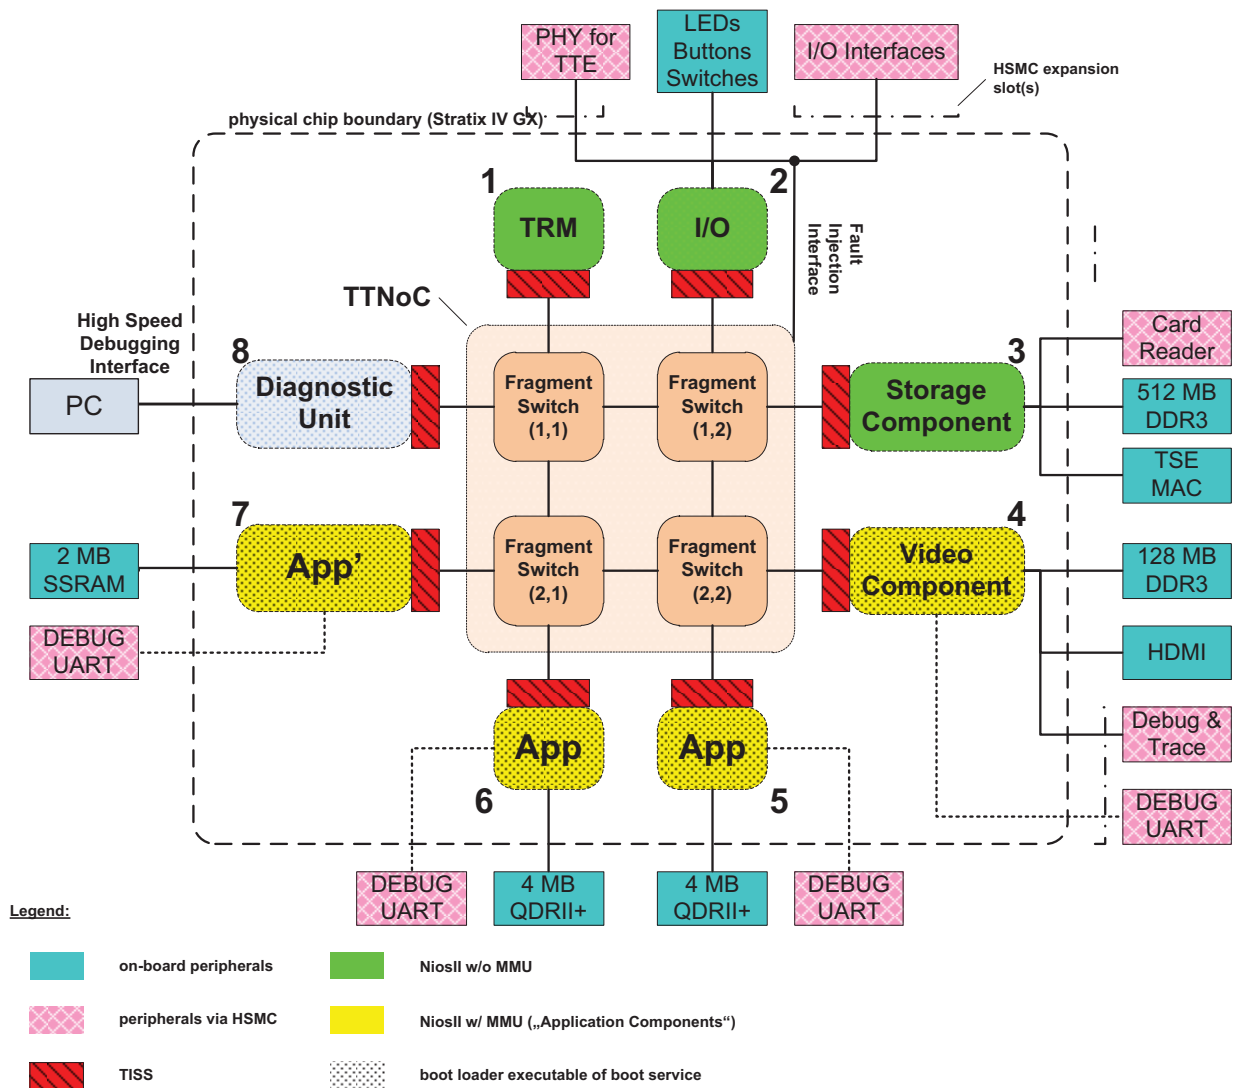 PHY for
TTE
LEDs
Buttons
Switches
I/O Interfaces
HSMC expansion
slot(s)
physical chip boundary (Stratix IV GX)
1
TRM
2
I/O
Fault
Injection
Interface
TTNoC
High Speed
Debugging
Interface
PC
8
Diagnostic
Unit
Fragment
Switch
(1,1)
Fragment
Switch
(1,2)
3
Storage
Component
Card
Reader
512 MB
DDR3
TSE
MAC
7
App’
2 MB
SSRAM
DEBUG
UART
Fragment
Switch
(2,1)
Fragment
Switch
(2,2)
4
Video
Component
128 MB
DDR3
HDMI
Debug &
Trace
DEBUG
UART
App
6
App
5
DEBUG
UART
4 MB
QDRII+
4 MB
QDRII+
DEBUG
UART
Legend:
on-board peripherals
NiosII w/o MMU
peripherals via HSMC
NiosII w/ MMU („Application Components“)
TISS
boot loader executable of boot service